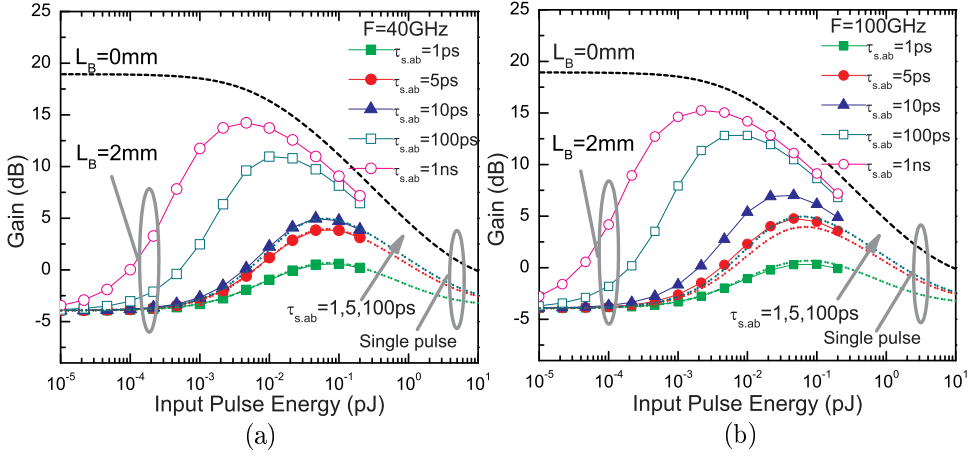 F=40GHz
L_B=0mm
L_B=2mm
τ_s.ab=1ps
τ_s.ab=5ps
τ_s.ab=10ps
τ_s.ab=100ps
τ_s.ab=1ns
τ_s.ab=1,5,100ps
Single pulse
25
20
15
10
5
0
-5
Gain (dB)
10^-5 10^-4 10^-3 10^-2 10^-1 10^0 10^1
Input Pulse Energy (pJ)
(a)
F=100GHz
L_B=0mm
L_B=2mm
τ_s.ab=1ps
τ_s.ab=5ps
τ_s.ab=10ps
τ_s.ab=100ps
τ_s.ab=1ns
τ_s.ab=1,5,100ps
Single pulse
25
20
15
10
5
0
-5
Gain (dB)
10^-5 10^-4 10^-3 10^-2 10^-1 10^0 10^1
Input Pulse Energy (pJ)
(b)